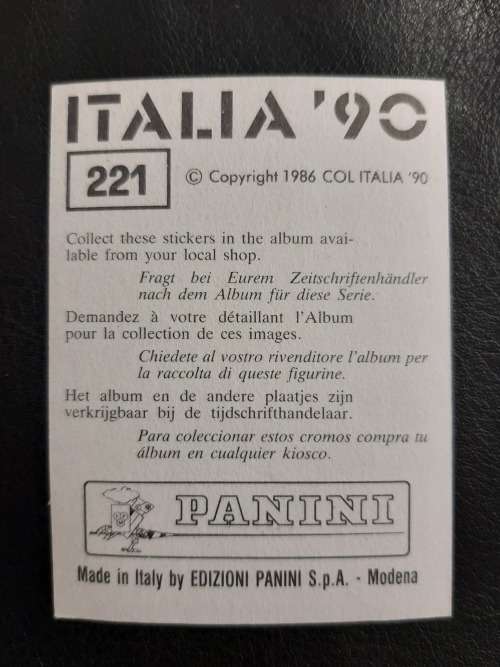 ITALIA '90
221
© Copyright 1986 COL ITALIA '90
Collect these stickers in the album avai-
lable from your local shop.
Fragt bei Eurem Zeitschriftenhändler
nach dem Album für diese Serie.
Demandez à votre détaillant l'Album
pour la collection de ces images.
Chiedete al vostro rivenditore l'album per
la raccolta di queste figurine.
Het album en de andere plaatjes zijn
verkrijgbaar bij de tijdschrifthandelaar.
Para coleccionar estos cromos compra tu
álbum en cualquier kiosco.
PANINI
Made in Italy by EDIZIONI PANINI S.p.A. - Modena